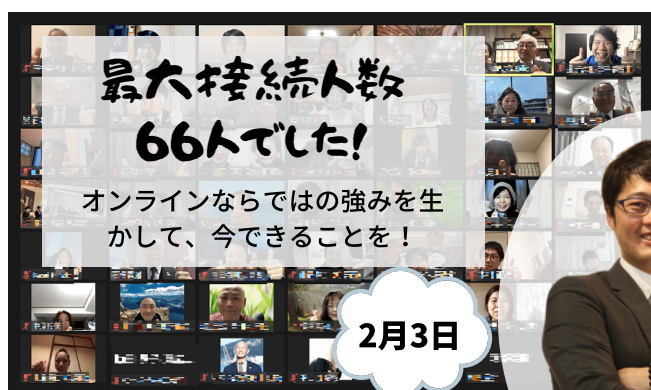 最大接続人数
66人でした!
オンラインならではの強みを生
かして、今できることを！
2月3日